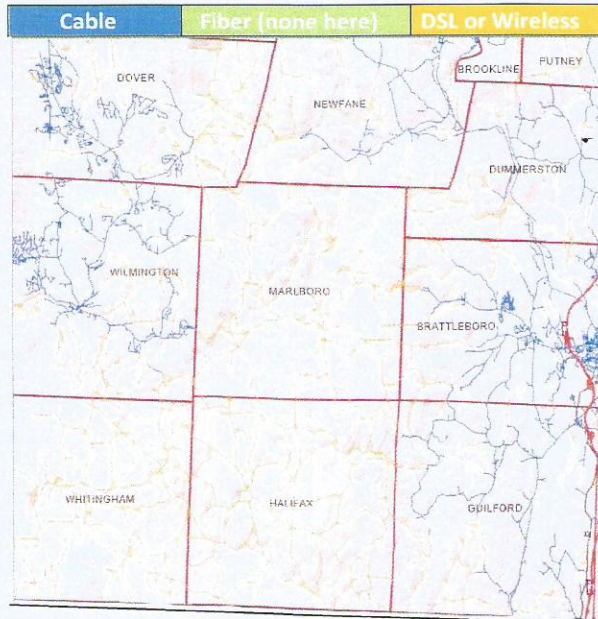 Cable Fiber (none here) DSL or Wireless
DOVER
NEWFANE
BROOKLINE
PUTNEY
DUMMERSTON
WILMINGTON
MARLBORO
BRATTLEBORO
WHITINGHAM
HALIFAX
GUILFORD